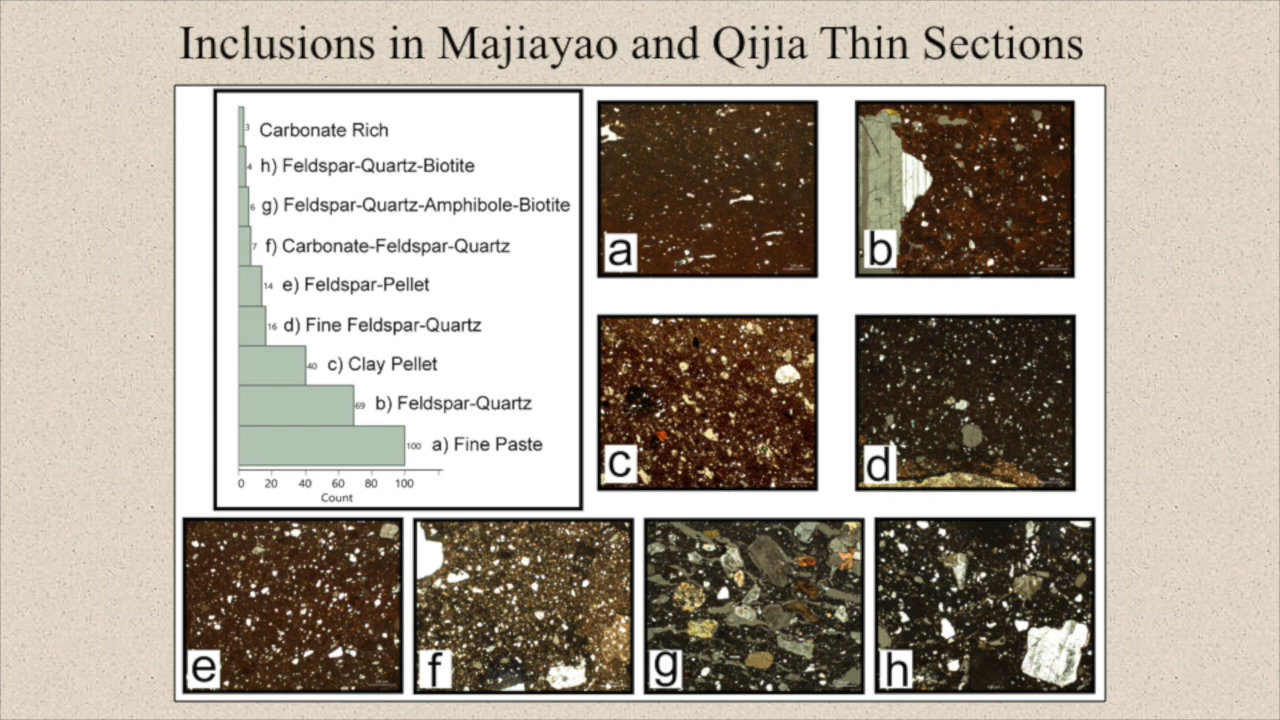 Inclusions in Majiayao and Qijia Thin Sections
3 Carbonate Rich
4 h) Feldspar-Quartz-Biotite
6 g) Feldspar-Quartz-Amphibole-Biotite
7 f) Carbonate-Feldspar-Quartz
14 e) Feldspar-Pellet
16 d) Fine Feldspar-Quartz
40 c) Clay Pellet
69 b) Feldspar-Quartz
100 a) Fine Paste
0 20 40 60 80 100
Count
a
b
c
d
e
f
g
h